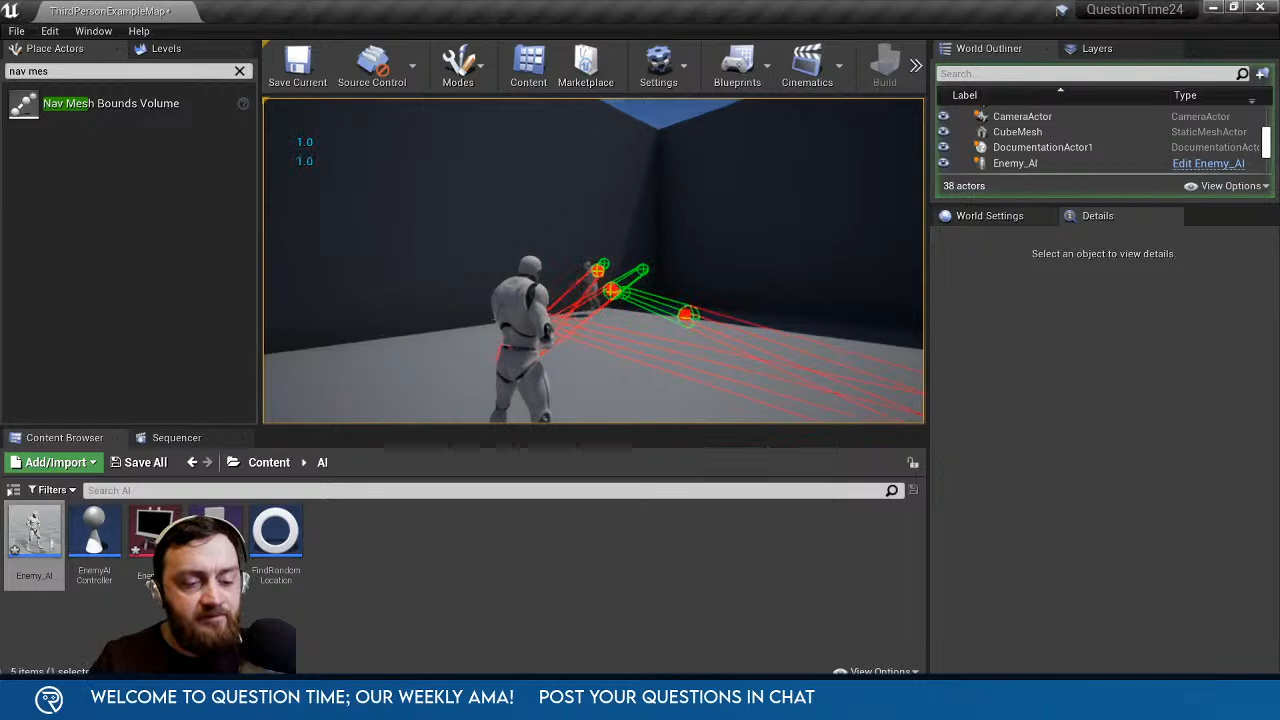 ThirdPersonExampleMap*
QuestionTime24
File Edit Window Help
Place Actors Levels
nav mes
Nav Mesh Bounds Volume
Save Current Source Control Modes Content Marketplace Settings Blueprints Cinematics Build
1.0
1.0
World Outliner Layers
Search...
Label Type
CameraActor CameraActor
CubeMesh StaticMeshActor
DocumentationActor1 DocumentationActo
Enemy_AI Edit Enemy_AI
38 actors View Options
World Settings Details
Select an object to view details.
Content Browser Sequencer
Add/Import Save All Content AI
Filters Search AI
Enemy_AI
EnemyAI
Controller
FindRandom
Location
5 items (1 select
View Options
WELCOME TO QUESTION TIME; OUR WEEKLY AMA! POST YOUR QUESTIONS IN CHAT